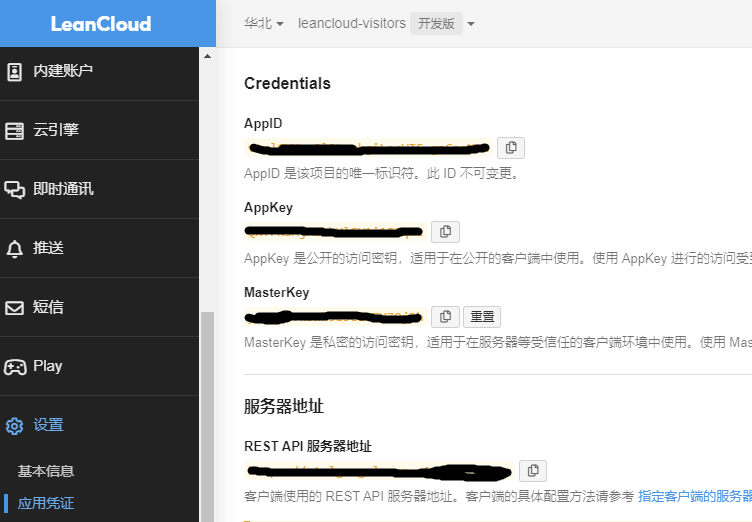 LeanCloud
华北
leancloud-visitors
开发版
内建账户
云引擎
即时通讯
推送
短信
Play
设置
基本信息
应用凭证
Credentials
AppID
AppID 是该项目的唯一标识符。此 ID 不可变更。
AppKey
AppKey 是公开的访问密钥，适用于在公开的客户端中使用。使用 AppKey 进行的访问受
MasterKey
重置
MasterKey 是私密的访问密钥，适用于在服务器等受信任的客户端环境中使用。使用 Mas
服务器地址
REST API 服务器地址
客户端使用的 REST API 服务器地址。客户端的具体配置方法请参考 指定客户端的服务器